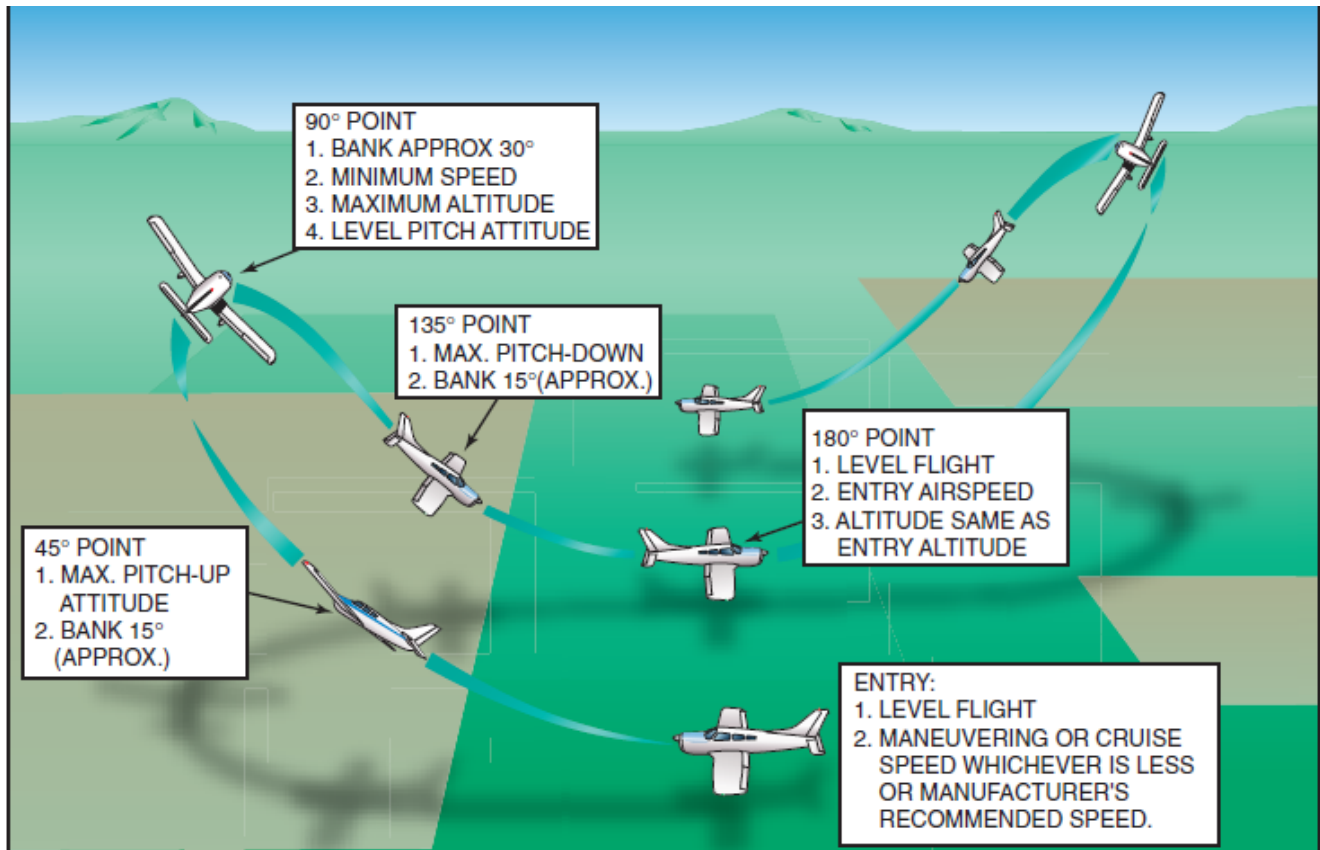 90° POINT
1. BANK APPROX 30°
2. MINIMUM SPEED
3. MAXIMUM ALTITUDE
4. LEVEL PITCH ATTITUDE
135° POINT
1. MAX. PITCH-DOWN
2. BANK 15°(APPROX.)
180° POINT
1. LEVEL FLIGHT
2. ENTRY AIRSPEED
3. ALTITUDE SAME AS
ENTRY ALTITUDE
45° POINT
1. MAX. PITCH-UP
ATTITUDE
2. BANK 15°
(APPROX.)
ENTRY:
1. LEVEL FLIGHT
2. MANEUVERING OR CRUISE
SPEED WHICHEVER IS LESS
OR MANUFACTURER'S
RECOMMENDED SPEED.